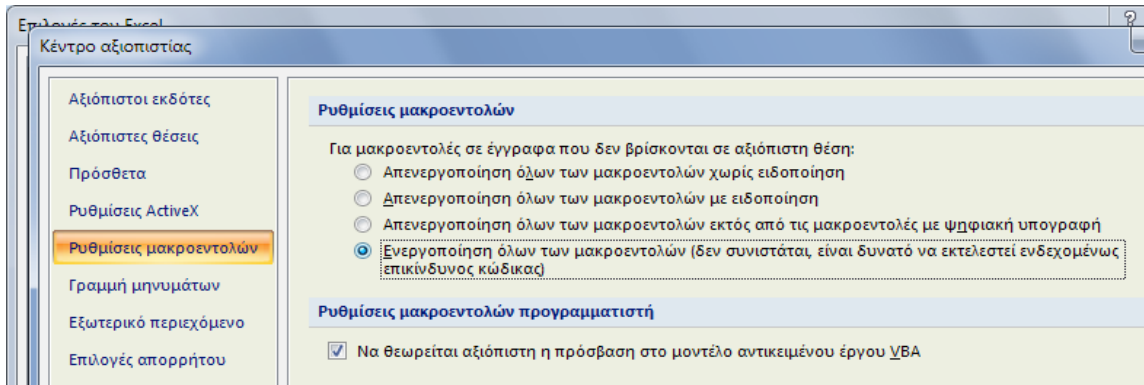 Επιλογές του Excel
Κέντρο αξιοπιστίας
Αξιόπιστοι εκδότες
Αξιόπιστες θέσεις
Πρόσθετα
Ρυθμίσεις ActiveX
Ρυθμίσεις μακροεντολών
Γραμμή μηνυμάτων
Εξωτερικό περιεχόμενο
Επιλογές απορρήτου
Ρυθμίσεις μακροεντολών
Για μακροεντολές σε έγγραφα που δεν βρίσκονται σε αξιόπιστη θέση:
Απενεργοποίηση όλων των μακροεντολών χωρίς ειδοποίηση
Απενεργοποίηση όλων των μακροεντολών με ειδοποίηση
Απενεργοποίηση όλων των μακροεντολών εκτός από τις μακροεντολές με ψηφιακή υπογραφή
Ενεργοποίηση όλων των μακροεντολών (δεν συνιστάται, είναι δυνατό να εκτελεστεί ενδεχομένως
επικίνδυνος κώδικας)
Ρυθμίσεις μακροεντολών προγραμματιστή
Να θεωρείται αξιόπιστη η πρόσβαση στο μοντέλο αντικειμένου έργου VBA